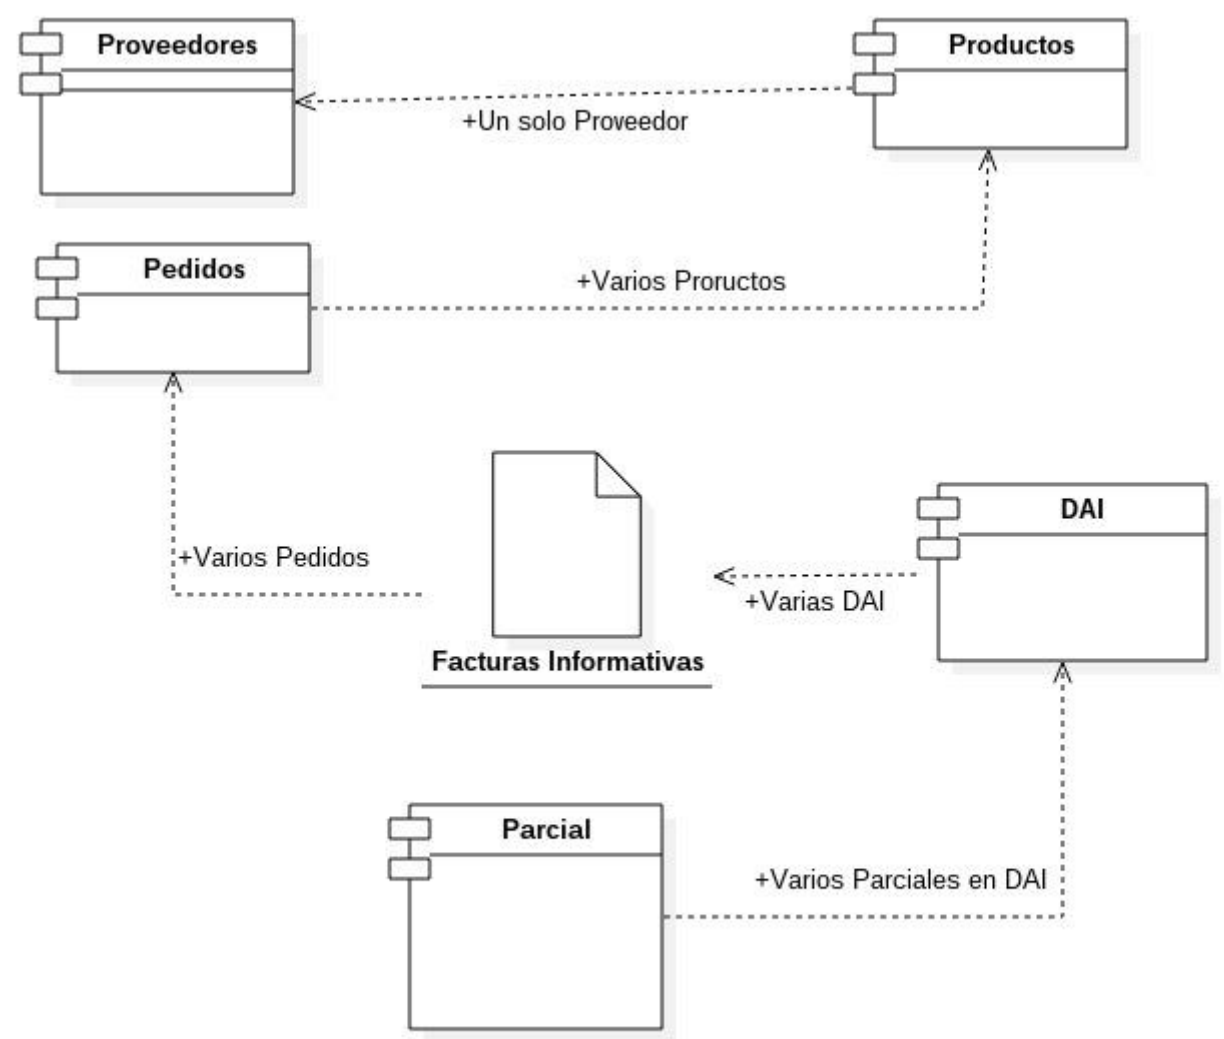 Proveedores
Productos
+Un solo Proveedor
Pedidos
+Varios Proructos
+Varios Pedidos
DAI
+Varias DAI
Facturas Informativas
Parcial
+Varios Parciales en DAI